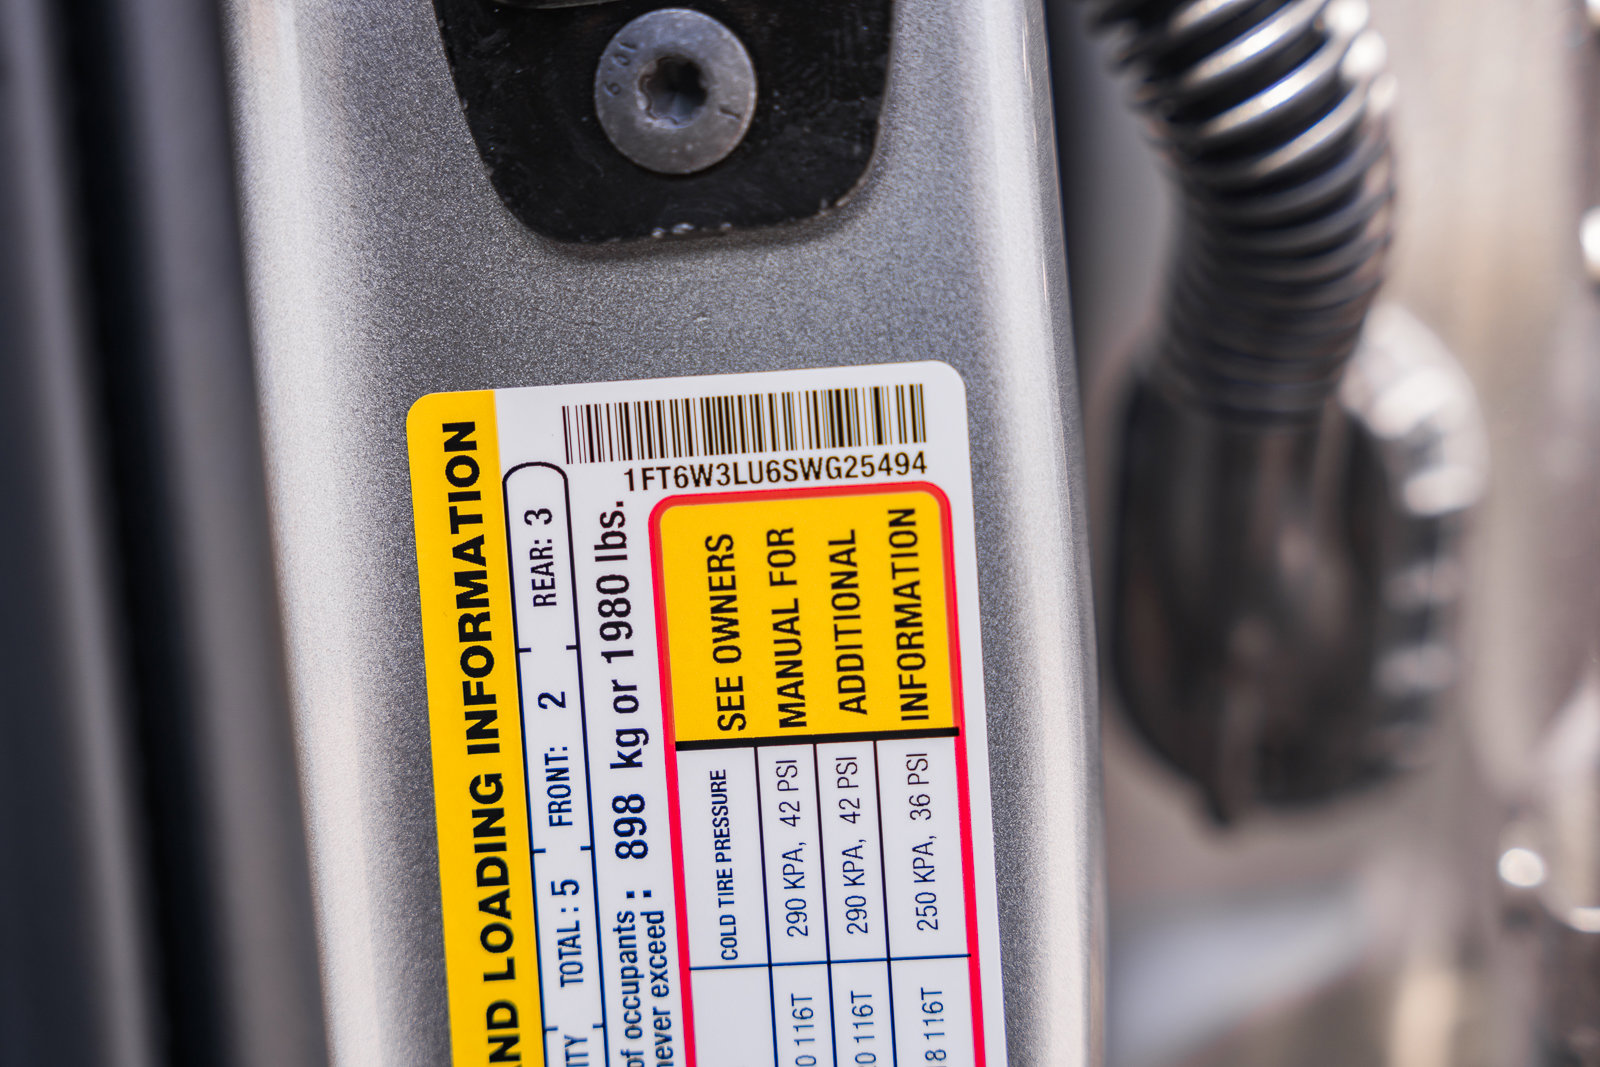 1FT6W3LU6SWG25494
AND LOADING INFORMATION
TOTAL : 5 FRONT: 2 REAR: 3
of occupants : 898 kg or 1980 lbs.
never exceed :
SEE OWNERS
MANUAL FOR
ADDITIONAL
INFORMATION
COLD TIRE PRESSURE
116T 290 KPA, 42 PSI
116T 290 KPA, 42 PSI
116T 250 KPA, 36 PSI